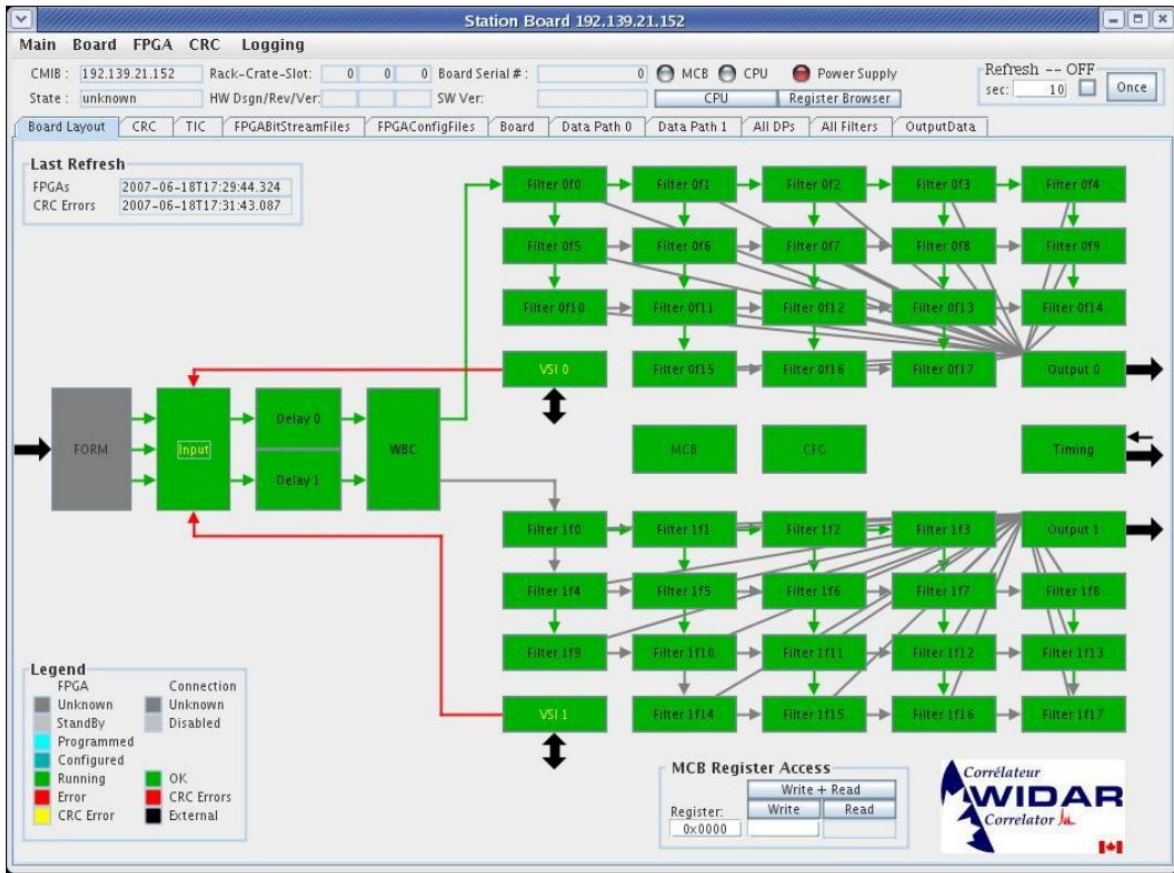 Station Board 192.139.21.152
Main Board FPGA CRC Logging
CMIB : 192.139.21.152 Rack-Crate-Slot: 0 0 0 Board Serial # : 0 MCB CPU Power Supply
State : unknown HW Dsgn/Rev/Ver: SW Ver: CPU Register Browser
Refresh -- OFF
sec: 10 Once
Board Layout CRC TIC FPGABitStreamFiles FPGAConfigFiles Board Data Path 0 Data Path 1 All DPs All Filters OutputData
Last Refresh
FPGAs 2007-06-18T17:29:44.324
CRC Errors 2007-06-18T17:31:43.087
Filter 0f0 Filter 0f1 Filter 0f2 Filter 0f3 Filter 0f4
Filter 0f5 Filter 0f6 Filter 0f7 Filter 0f8 Filter 0f9
Filter 0f10 Filter 0f11 Filter 0f12 Filter 0f13 Filter 0f14
VSI 0 Filter 0f15 Filter 0f16 Filter 0f17 Output 0
Delay 0
FORM Input WBC MCB CFG Timing
Delay 1
Filter 1f0 Filter 1f1 Filter 1f2 Filter 1f3 Output 1
Filter 1f4 Filter 1f5 Filter 1f6 Filter 1f7 Filter 1f8
Filter 1f9 Filter 1f10 Filter 1f11 Filter 1f12 Filter 1f13
VSI 1 Filter 1f14 Filter 1f15 Filter 1f16 Filter 1f17
Legend
FPGA Connection
Unknown Unknown
StandBy Disabled
Programmed
Configured
Running OK
Error CRC Errors
CRC Error External
MCB Register Access
Write + Read
Register: Write Read
0x0000
Corrélateur
WIDAR
Correlator